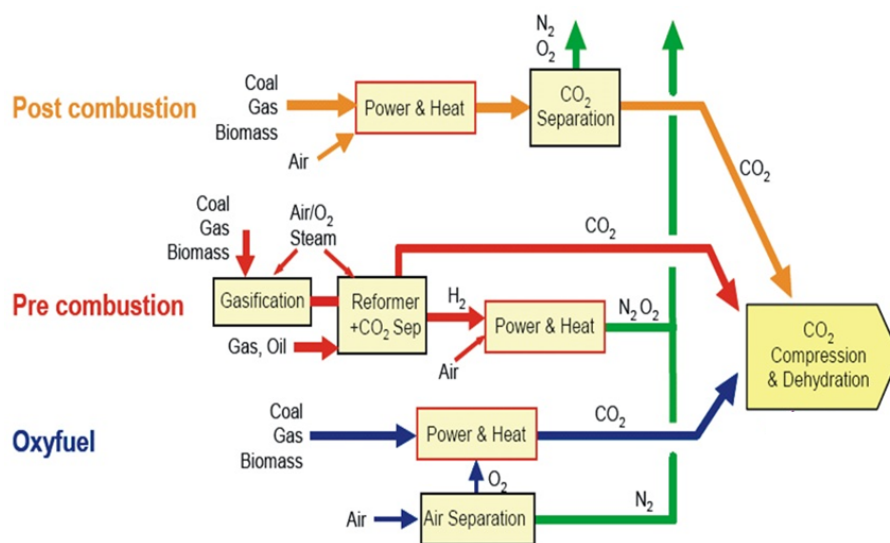 N₂
O₂
Coal
Gas
Biomass
Post combustion
Power & Heat
CO₂
Separation
Air
CO₂
Coal
Gas
Biomass
Air/O₂
Steam
CO₂
Pre combustion
Gasification
Reformer
+CO₂ Sep
H₂
Power & Heat
N₂ O₂
Gas, Oil
Air
CO₂
Compression
& Dehydration
Coal
Gas
Biomass
Oxyfuel
Power & Heat
CO₂
O₂
Air
Air Separation
N₂